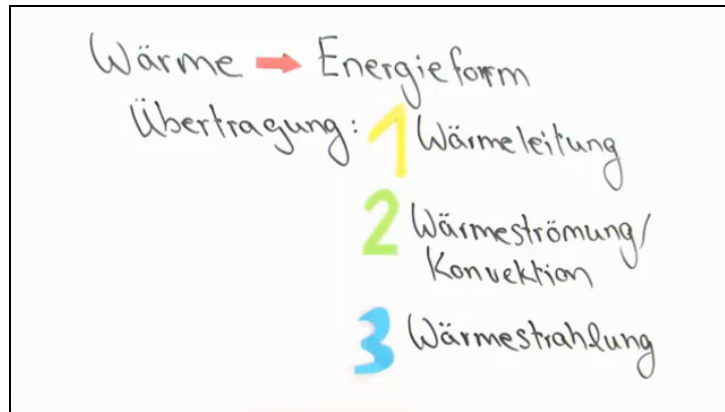 Wärme → Energieform
Übertragung: 1 Wärmeleitung
2 Wärmeströmung/
Konvektion
3 Wärmestrahlung